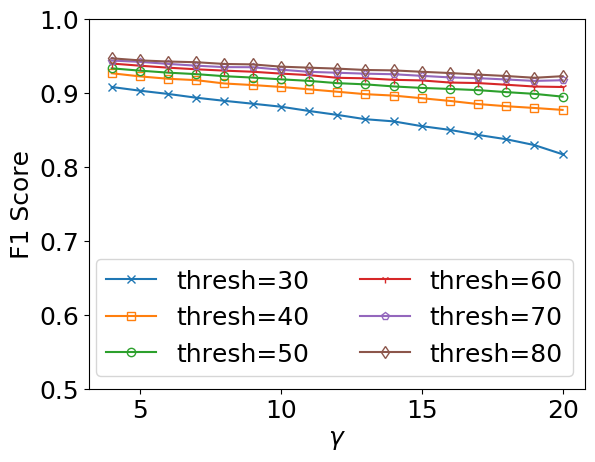 1.0
0.9
0.8
0.7
0.6
0.5
F1 Score
thresh=30
thresh=40
thresh=50
thresh=60
thresh=70
thresh=80
5 10 15 20
γ